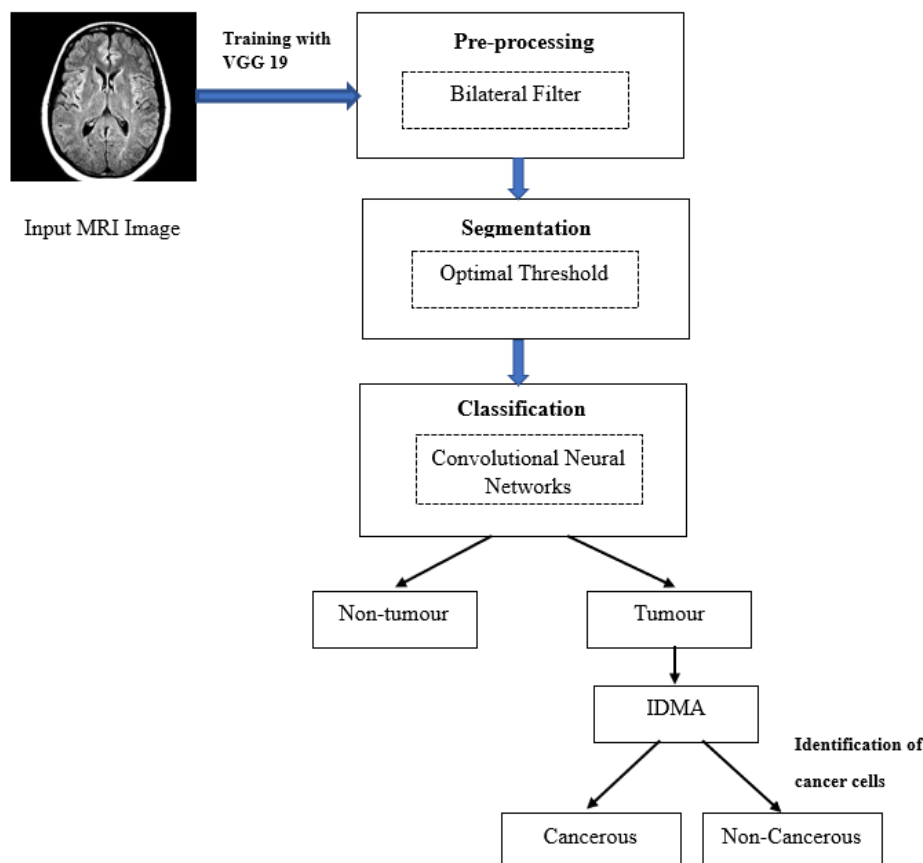 Training with
VGG 19
Pre-processing
Bilateral Filter
Input MRI Image
Segmentation
Optimal Threshold
Classification
Convolutional Neural
Networks
Non-tumour
Tumour
IDMA
Identification of
cancer cells
Cancerous
Non-Cancerous